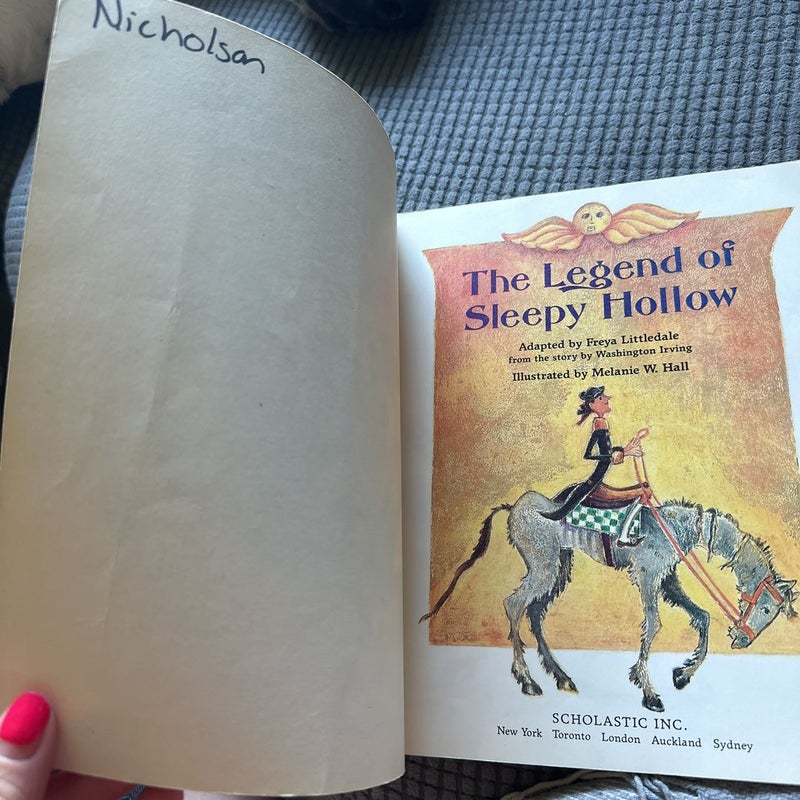 Nicholson
The Legend of
Sleepy Hollow
Adapted by Freya Littledale
from the story by Washington Irving
Illustrated by Melanie W. Hall
SCHOLASTIC INC.
New York Toronto London Auckland Sydney